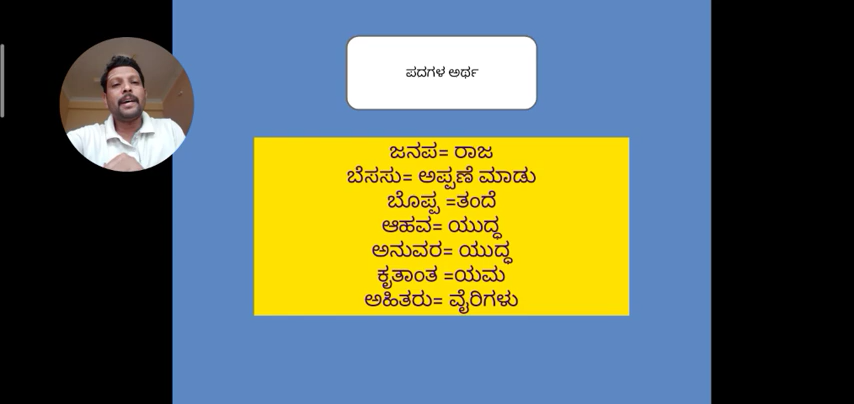 ಪದಗಳ ಅರ್ಥ
ಜನಪ= ರಾಜ
ಬೆಸಸು= ಅಪ್ಪಣೆ ಮಾಡು
ಬೊಪ್ಪ =ತಂದೆ
ಆಹವ= ಯುದ್ಧ
ಅನುವರ= ಯುದ್ಧ
ಕೃತಾಂತ =ಯಮ
ಅಹಿತರು= ವೈರಿಗಳು